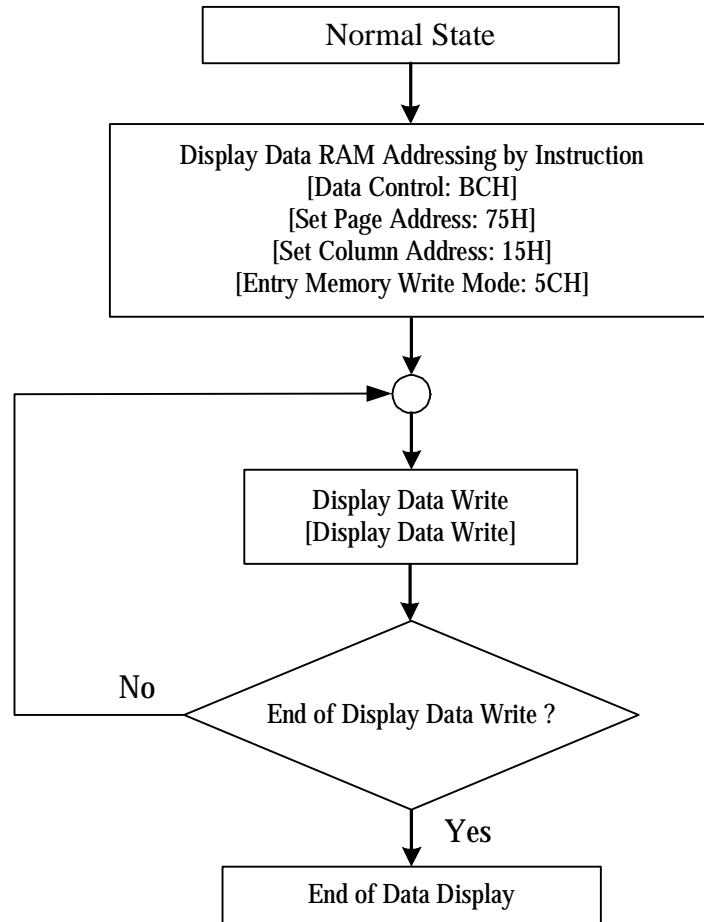 Normal State
Display Data RAM Addressing by Instruction
[Data Control: BCH]
[Set Page Address: 75H]
[Set Column Address: 15H]
[Entry Memory Write Mode: 5CH]
Display Data Write
[Display Data Write]
No
End of Display Data Write ?
Yes
End of Data Display